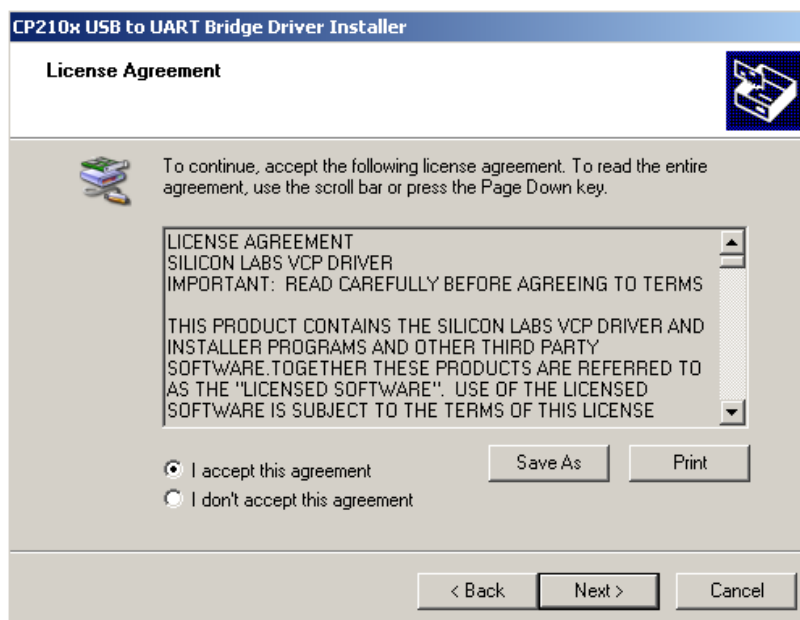 CP210x USB to UART Bridge Driver Installer
License Agreement
To continue, accept the following license agreement. To read the entire
agreement, use the scroll bar or press the Page Down key.
LICENSE AGREEMENT
SILICON LABS VCP DRIVER
IMPORTANT:  READ CAREFULLY BEFORE AGREEING TO TERMS
THIS PRODUCT CONTAINS THE SILICON LABS VCP DRIVER AND
INSTALLER PROGRAMS AND OTHER THIRD PARTY
SOFTWARE.TOGETHER THESE PRODUCTS ARE REFERRED TO
AS THE "LICENSED SOFTWARE".  USE OF THE LICENSED
SOFTWARE IS SUBJECT TO THE TERMS OF THIS LICENSE
I accept this agreement
Save As
Print
I don't accept this agreement
< Back
Next >
Cancel